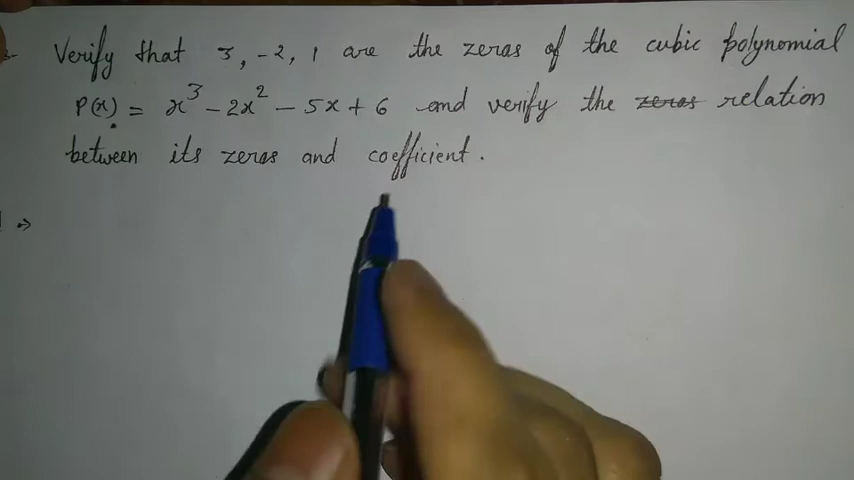 Verify that 3, -2, 1 are the zeros of the cubic polynomial
P(x) = x³ - 2x² - 5x + 6 and verify the zeros relation
between its zeros and coefficient.
→